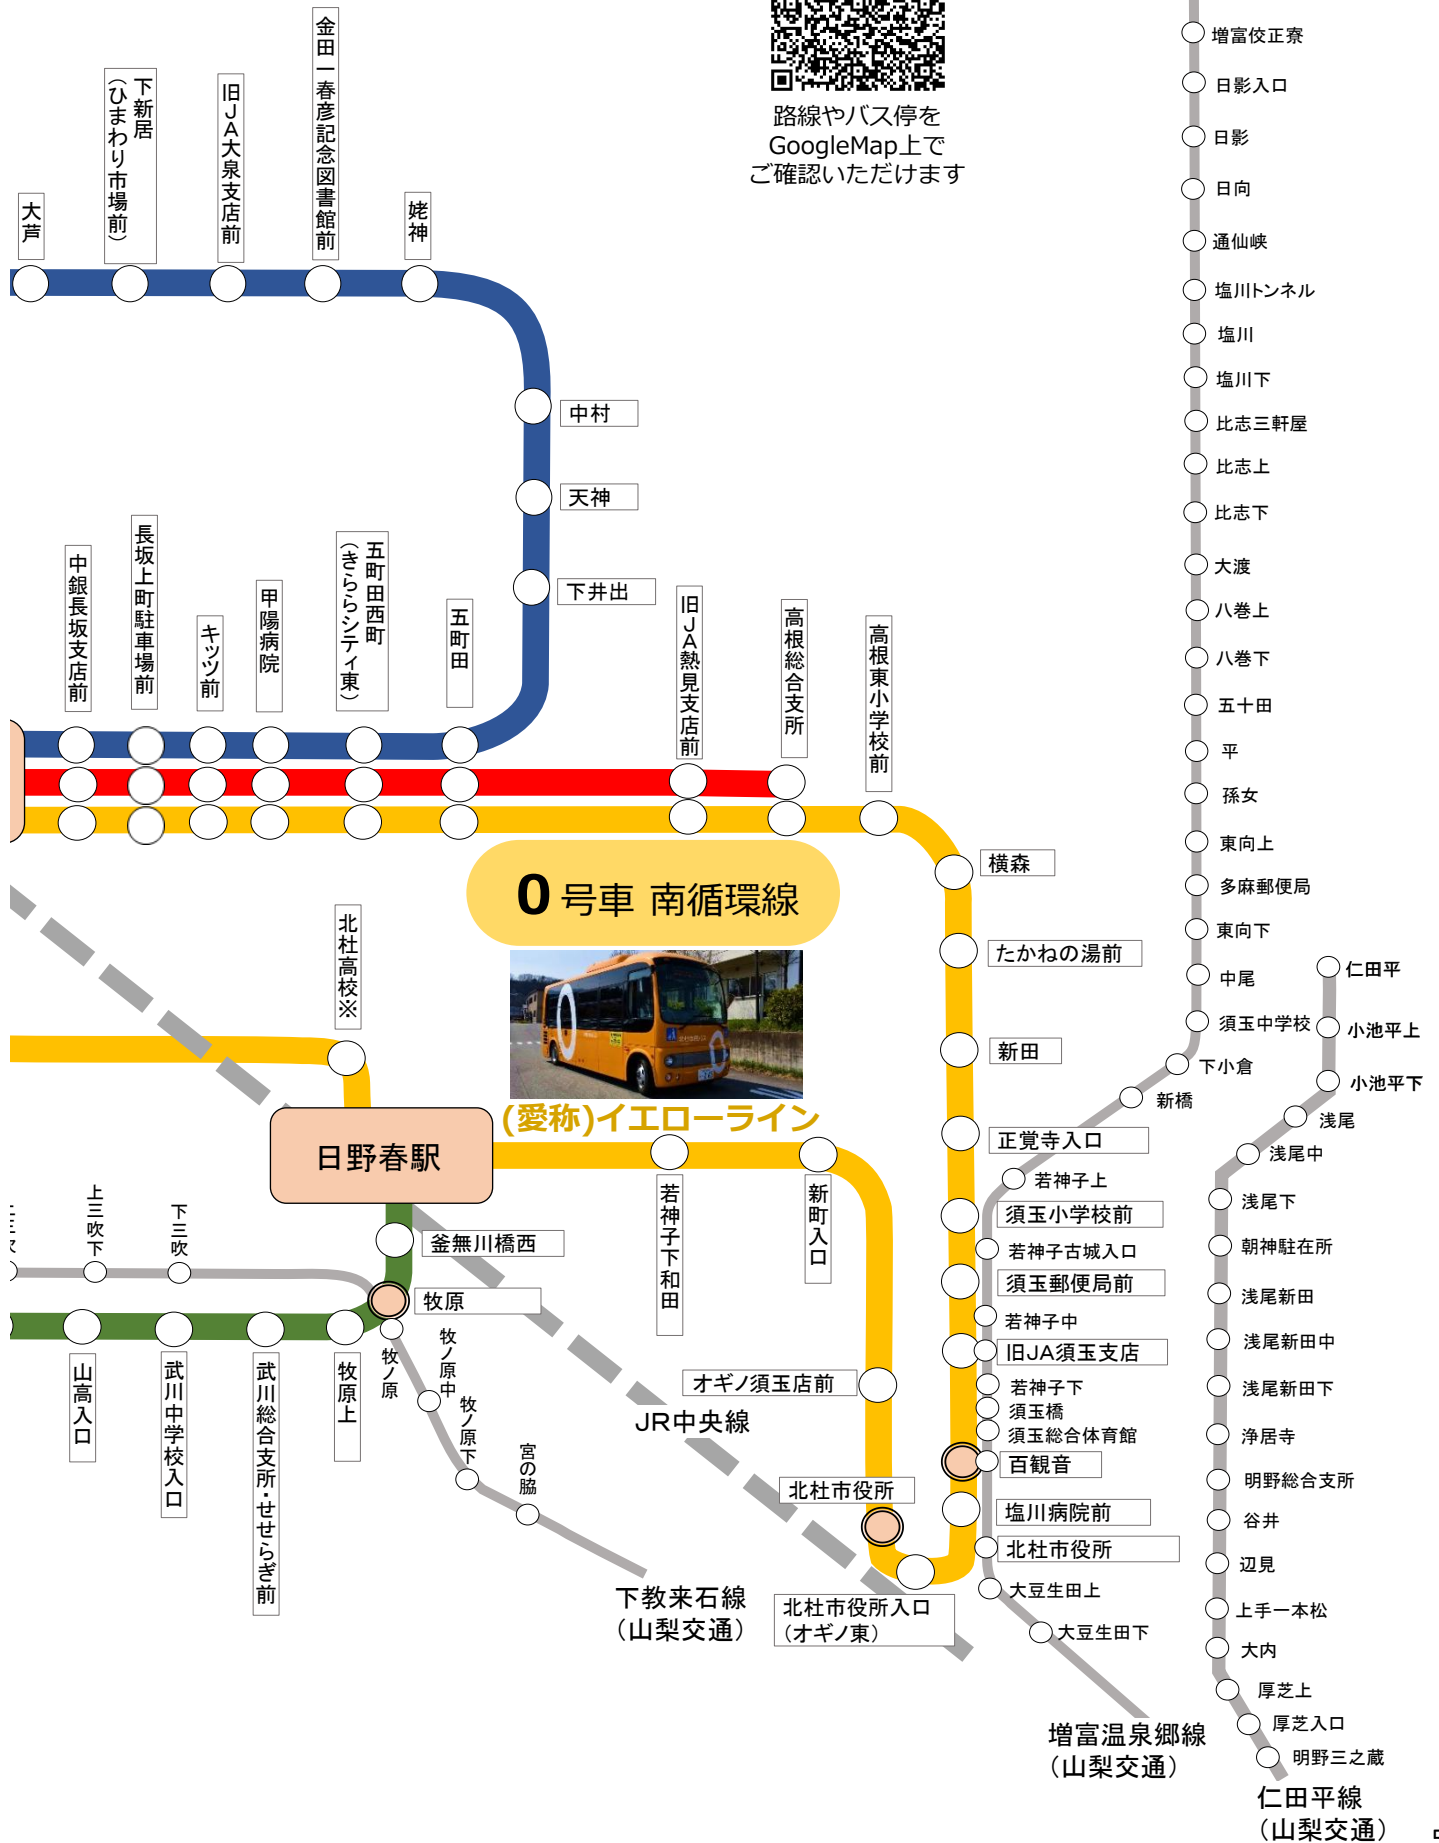 路線やバス停を
GoogleMap上で
ご確認いただけます
大芦
下新居
(ひまわり市場前)
旧JA大泉支店前
金田一春彦記念図書館前
姥神
中村
天神
下井出
中銀長坂支店前
長坂上町駐車場前
キッツ前
甲陽病院
五町田西町
(きららシティ東)
五町田
旧JA熱見支店前
高根総合支所
高根東小学校前
0号車 南循環線
(愛称)イエローライン
横森
たかねの湯前
新田
正覚寺入口
須玉小学校前
須玉郵便局前
旧JA須玉支店
百観音
塩川病院前
北杜市役所
北杜市役所入口
(オギノ東)
北杜市役所
オギノ須玉店前
新町入口
若神子下和田
日野春駅
北杜高校※
釜無川橋西
牧原
牧原上
武川総合支所・せせらぎ前
武川中学校入口
山高入口
上三吹下
下三吹
牧ノ原
牧ノ原中
牧ノ原下
宮の脇
下教来石線
(山梨交通)
JR中央線
増富佼正寮
日影入口
日影
日向
通仙峡
塩川トンネル
塩川
塩川下
比志三軒屋
比志上
比志下
大渡
八巻上
八巻下
五十田
平
孫女
東向上
多麻郵便局
東向下
中尾
須玉中学校
下小倉
新橋
若神子上
若神子古城入口
若神子中
若神子下
須玉橋
須玉総合体育館
大豆生田上
大豆生田下
増富温泉郷線
(山梨交通)
仁田平
小池平上
小池平下
浅尾
浅尾中
浅尾下
朝神駐在所
浅尾新田
浅尾新田中
浅尾新田下
浄居寺
明野総合支所
谷井
辺見
上手一本松
大内
厚芝上
厚芝入口
明野三之蔵
仁田平線
(山梨交通)